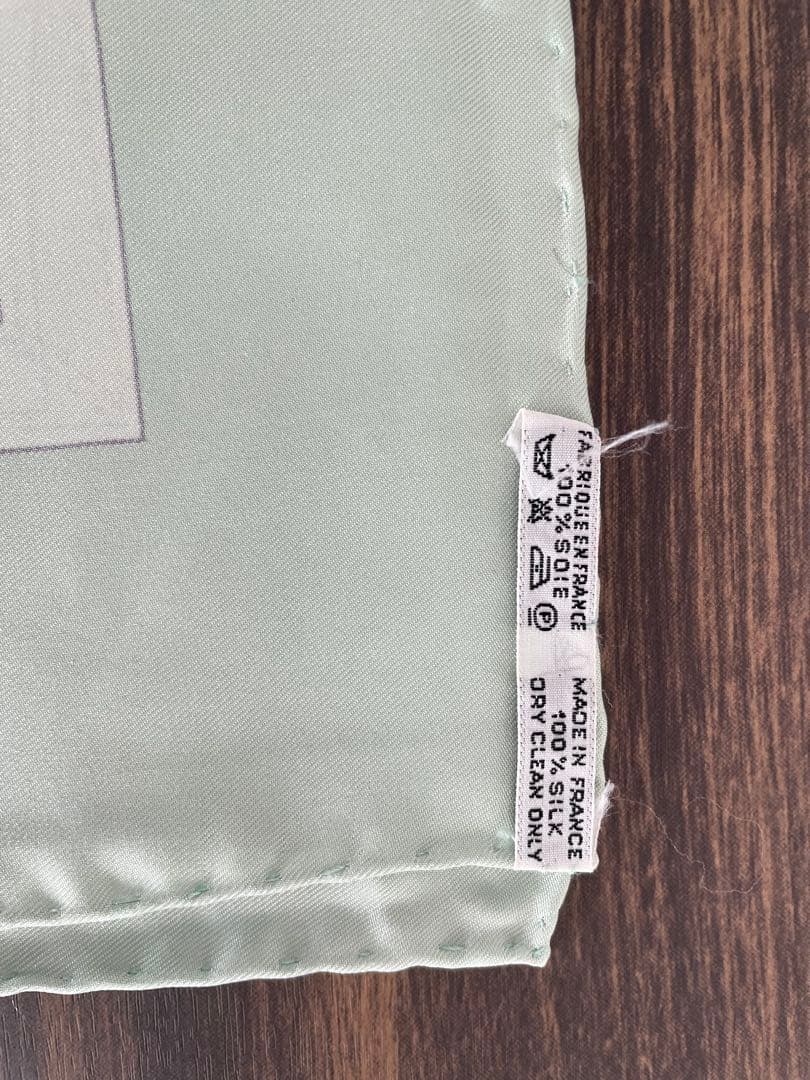 FABRIQUE EN FRANCE
100% SOIE
MADE IN FRANCE
100% SILK
DRY CLEAN ONLY